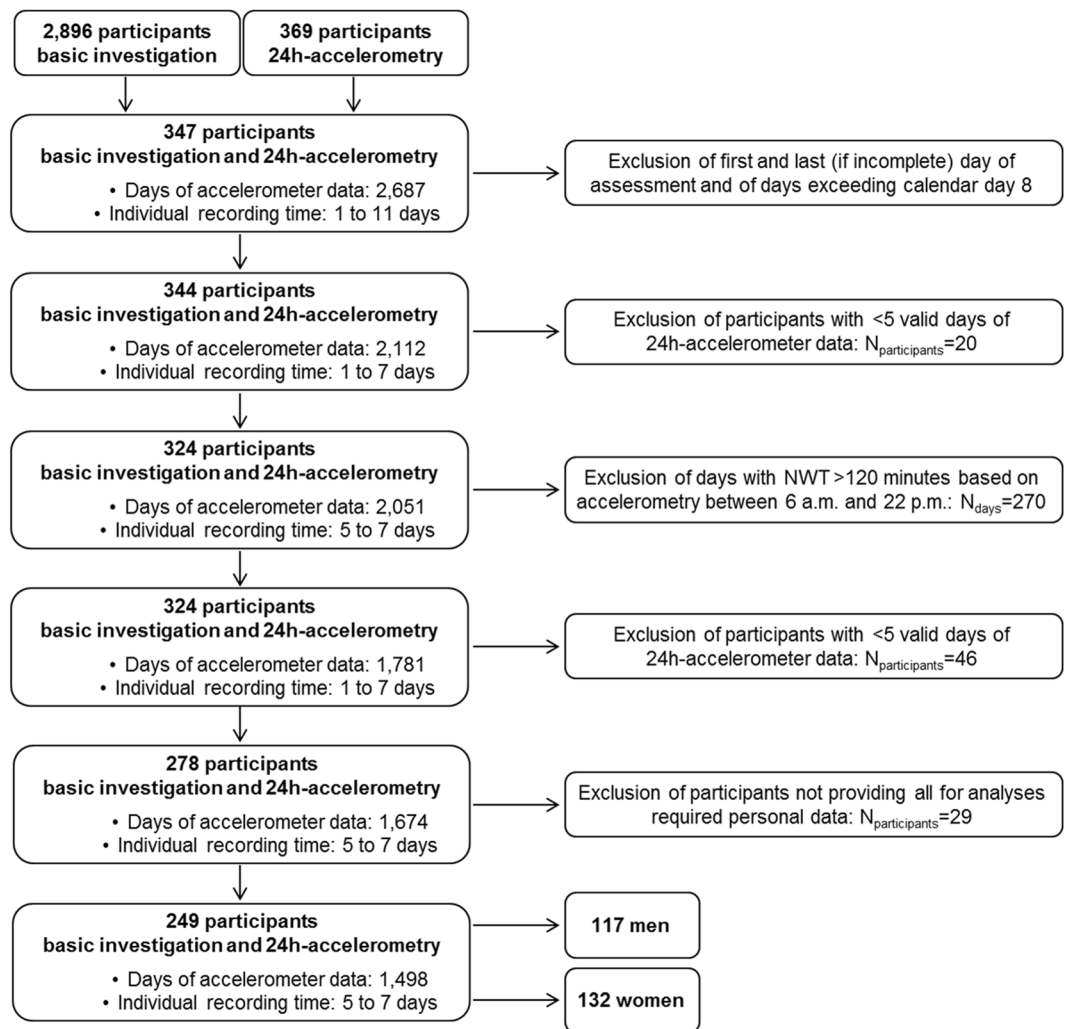 2,896 participants
basic investigation
369 participants
24h-accelerometry
347 participants
basic investigation and 24h-accelerometry
• Days of accelerometer data: 2,687
• Individual recording time: 1 to 11 days
Exclusion of first and last (if incomplete) day of
assessment and of days exceeding calendar day 8
344 participants
basic investigation and 24h-accelerometry
• Days of accelerometer data: 2,112
• Individual recording time: 1 to 7 days
Exclusion of participants with <5 valid days of
24h-accelerometer data: Nparticipants=20
324 participants
basic investigation and 24h-accelerometry
• Days of accelerometer data: 2,051
• Individual recording time: 5 to 7 days
Exclusion of days with NWT >120 minutes based on
accelerometry between 6 a.m. and 22 p.m.: Ndays=270
324 participants
basic investigation and 24h-accelerometry
• Days of accelerometer data: 1,781
• Individual recording time: 1 to 7 days
Exclusion of participants with <5 valid days of
24h-accelerometer data: Nparticipants=46
278 participants
basic investigation and 24h-accelerometry
• Days of accelerometer data: 1,674
• Individual recording time: 5 to 7 days
Exclusion of participants not providing all for analyses
required personal data: Nparticipants=29
249 participants
basic investigation and 24h-accelerometry
• Days of accelerometer data: 1,498
• Individual recording time: 5 to 7 days
117 men
132 women